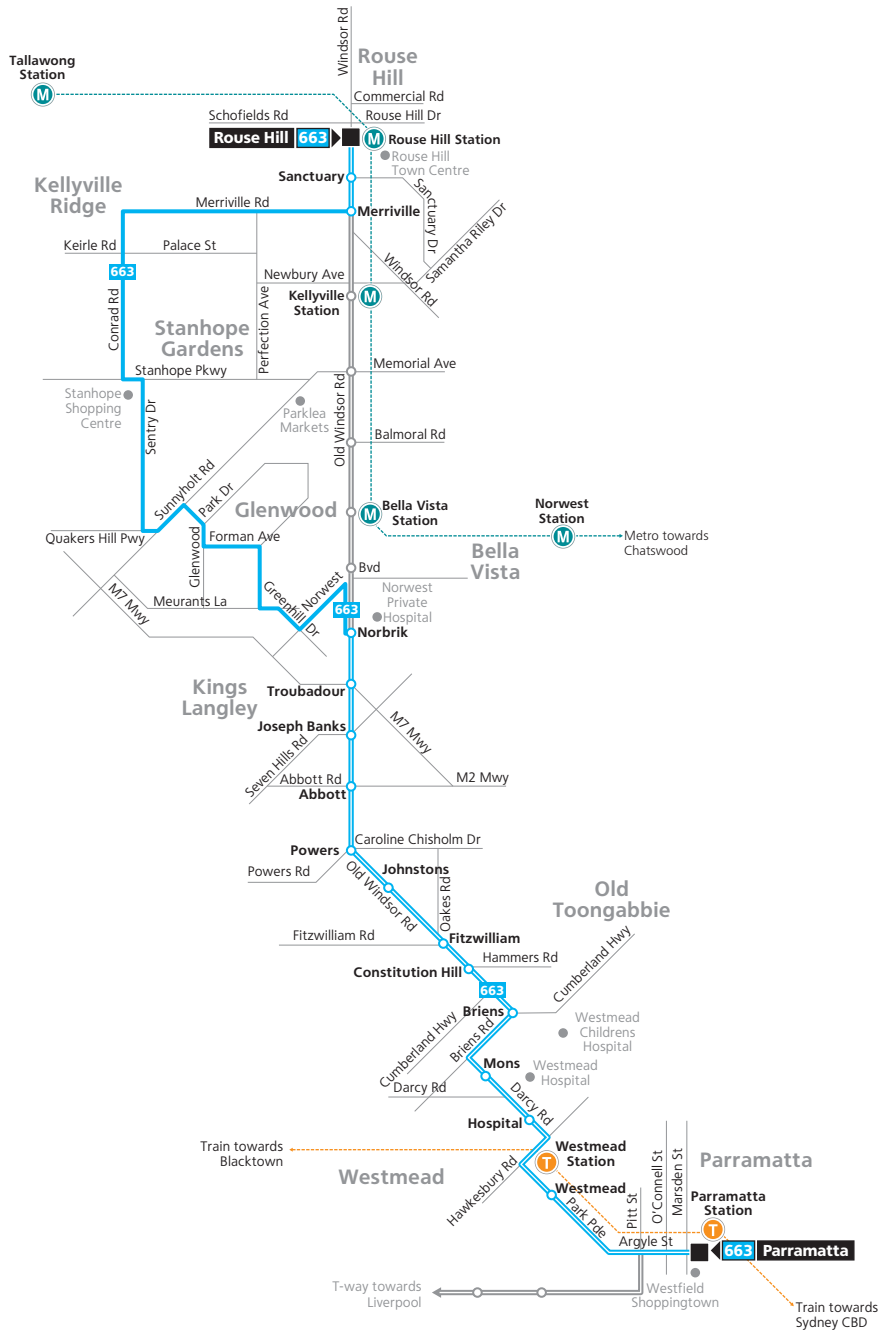 Windsor Rd
Tallawong
Station
M
Rouse
Hill
Commercial Rd
Schofields Rd
Rouse Hill Dr
Rouse Hill 663
M
Rouse Hill Station
Rouse Hill
Town Centre
Sanctuary
Kellyville
Ridge
Merriville Rd
Merriville
Sanctuary Dr
Samantha Riley Dr
Keirle Rd
Palace St
663
Windsor Rd
Newbury Ave
Kellyville
Station
M
Conrad Rd
Perfection Ave
Stanhope
Gardens
Stanhope Pkwy
Memorial Ave
Old Windsor Rd
Stanhope
Shopping
Centre
Sentry Dr
Parklea
Markets
Balmoral Rd
Sunnyholt Rd
Park Dr
Glenwood
M
Bella Vista
Station
Norwest
Station
M
Metro towards
Chatswood
Quakers Hill Pwy
Forman Ave
Glenwood
Bella
Vista
Bvd
Norwest
M7 Mwy
Meurants La
Greenhill Dr
663
Norwest
Private
Hospital
Norbrik
Kings
Langley
Troubadour
Joseph Banks
M7 Mwy
Seven Hills Rd
Abbott Rd
M2 Mwy
Abbott
Caroline Chisholm Dr
Powers
Powers Rd
Johnstons
Old Windsor Rd
Oakes Rd
Old
Toongabbie
Fitzwilliam Rd
Fitzwilliam
Hammers Rd
Constitution Hill
Cumberland Hwy
663
Briens
Cumberland Hwy
Briens Rd
Westmead
Childrens
Hospital
Mons
Westmead
Hospital
Darcy Rd
Darcy Rd
Hospital
Train towards
Blacktown
Westmead
Hawkesbury Rd
T
Westmead
Station
Westmead
Park Pde
Pitt St
O'Connell St
Marsden St
Parramatta
Parramatta
Station
T
Argyle St
663 Parramatta
T-way towards
Liverpool
Westfield
Shoppingtown
Train towards
Sydney CBD